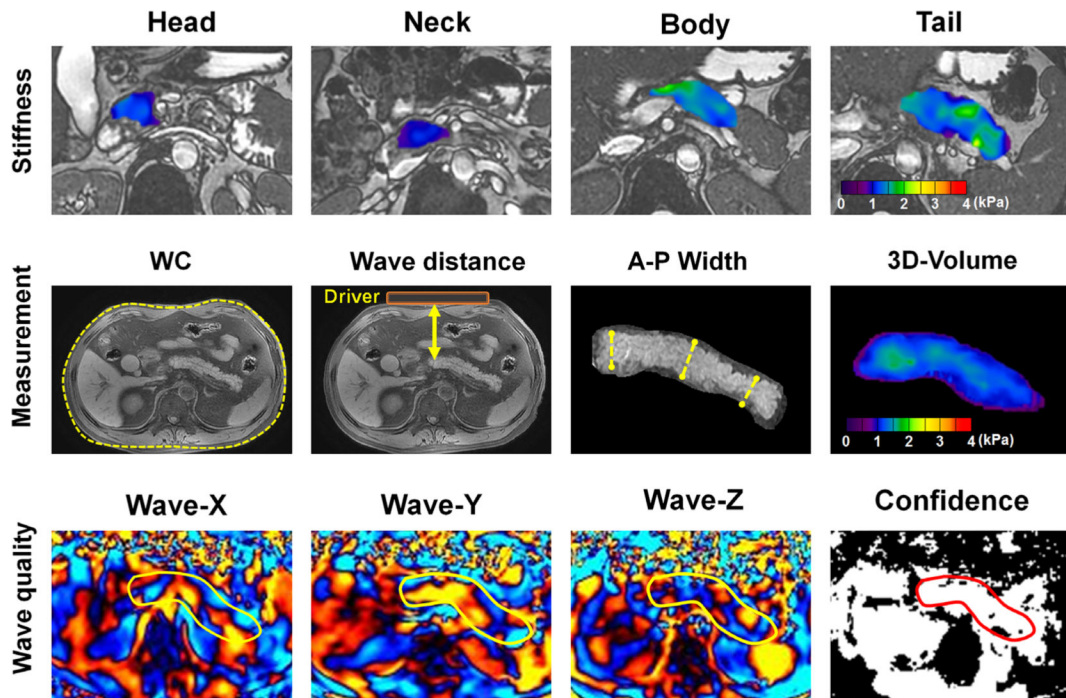 Head
Neck
Body
Tail
Stiffness
0 1 2 3 4 (kPa)
WC
Wave distance
A-P Width
3D-Volume
Measurement
Driver
0 1 2 3 4 (kPa)
Wave-X
Wave-Y
Wave-Z
Confidence
Wave quality